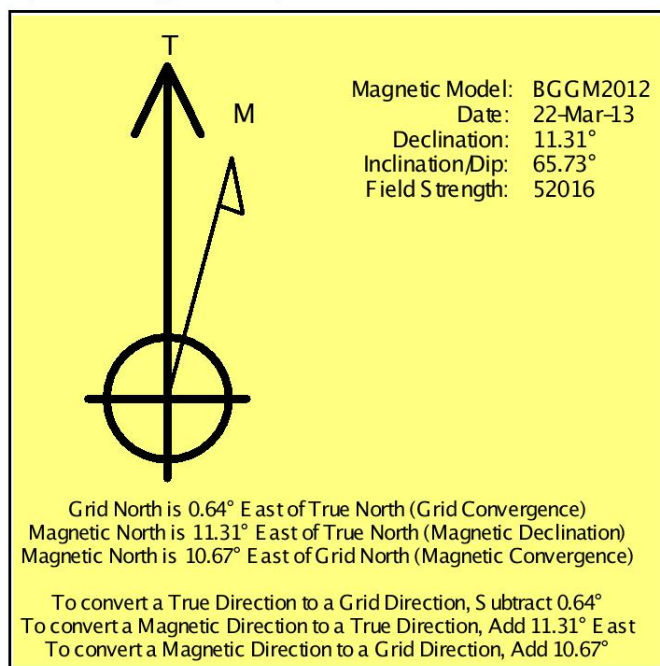 T
M
Magnetic Model: BGGM2012
Date: 22-Mar-13
Declination: 11.31°
Inclination/Dip: 65.73°
Field Strength: 52016
Grid North is 0.64° East of True North (Grid Convergence)
Magnetic North is 11.31° East of True North (Magnetic Declination)
Magnetic North is 10.67° East of Grid North (Magnetic Convergence)
To convert a True Direction to a Grid Direction, Subtract 0.64°
To convert a Magnetic Direction to a True Direction, Add 11.31° East
To convert a Magnetic Direction to a Grid Direction, Add 10.67°